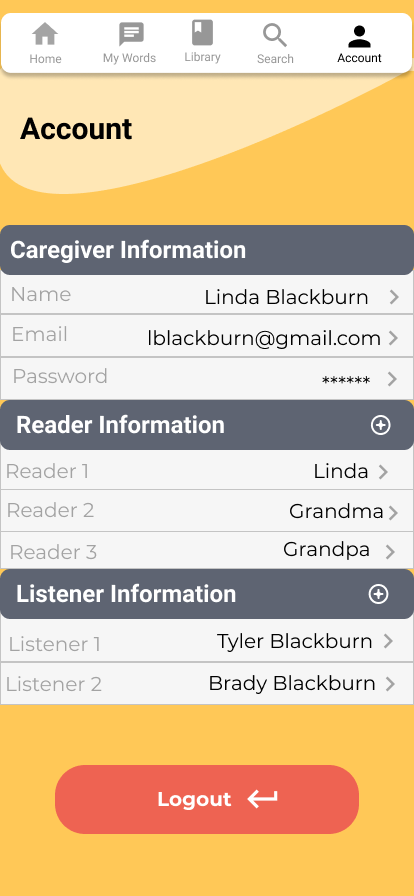 Home My Words Library Search Account
Account
Caregiver Information
Name Linda Blackburn
Email lblackburn@gmail.com
Password ******
Reader Information
Reader 1 Linda
Reader 2 Grandma
Reader 3 Grandpa
Listener Information
Listener 1 Tyler Blackburn
Listener 2 Brady Blackburn
Logout